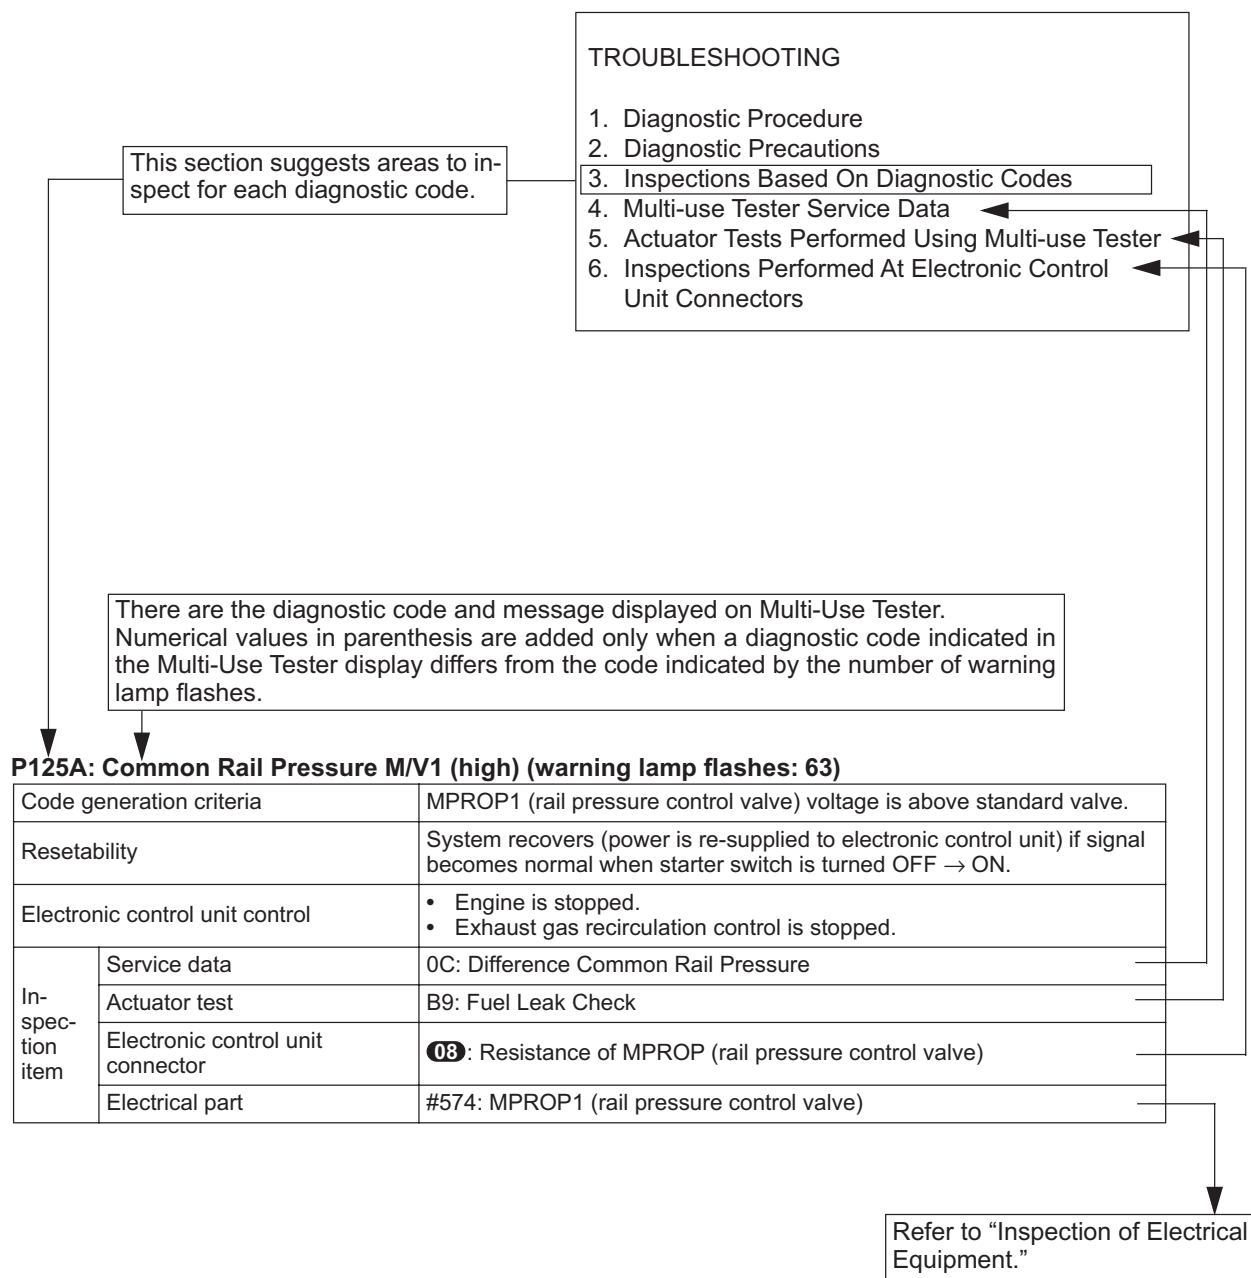 TROUBLESHOOTING
1. Diagnostic Procedure
2. Diagnostic Precautions
3. Inspections Based On Diagnostic Codes
4. Multi-use Tester Service Data
5. Actuator Tests Performed Using Multi-use Tester
6. Inspections Performed At Electronic Control
Unit Connectors
This section suggests areas to in-
spect for each diagnostic code.
There are the diagnostic code and message displayed on Multi-Use Tester.
Numerical values in parenthesis are added only when a diagnostic code indicated in
the Multi-Use Tester display differs from the code indicated by the number of warning
lamp flashes.
P125A: Common Rail Pressure M/V1 (high) (warning lamp flashes: 63)
Code generation criteria
MPROP1 (rail pressure control valve) voltage is above standard valve.
Resetability
System recovers (power is re-supplied to electronic control unit) if signal
becomes normal when starter switch is turned OFF → ON.
Electronic control unit control
• Engine is stopped.
• Exhaust gas recirculation control is stopped.
In-
spec-
tion
item
Service data
0C: Difference Common Rail Pressure
Actuator test
B9: Fuel Leak Check
Electronic control unit
connector
08: Resistance of MPROP (rail pressure control valve)
Electrical part
#574: MPROP1 (rail pressure control valve)
Refer to “Inspection of Electrical
Equipment.”